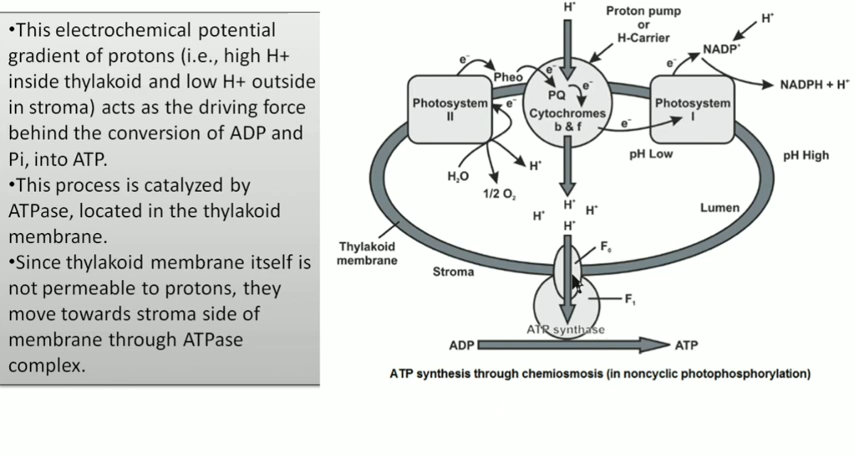 •This electrochemical potential
gradient of protons (i.e., high H+
inside thylakoid and low H+ outside
in stroma) acts as the driving force
behind the conversion of ADP and
Pi, into ATP.
•This process is catalyzed by
ATPase, located in the thylakoid
membrane.
•Since thylakoid membrane itself is
not permeable to protons, they
move towards stroma side of
membrane through ATPase
complex.
H⁺
Proton pump
or
H-Carrier
H⁺
NADP⁺
NADPH + H⁺
e⁻
Pheo
e⁻
e⁻
PQ
Cytochromes
b & f
e⁻
Photosystem
II
e⁻
Photosystem
I
e⁻
pH Low
pH High
H₂O
H⁺
1/2 O₂
H⁺
H⁺
H⁺
H⁺
Lumen
Thylakoid
membrane
Stroma
F₀
F₁
ATP synthase
ADP
ATP
ATP synthesis through chemiosmosis (in noncyclic photophosphorylation)